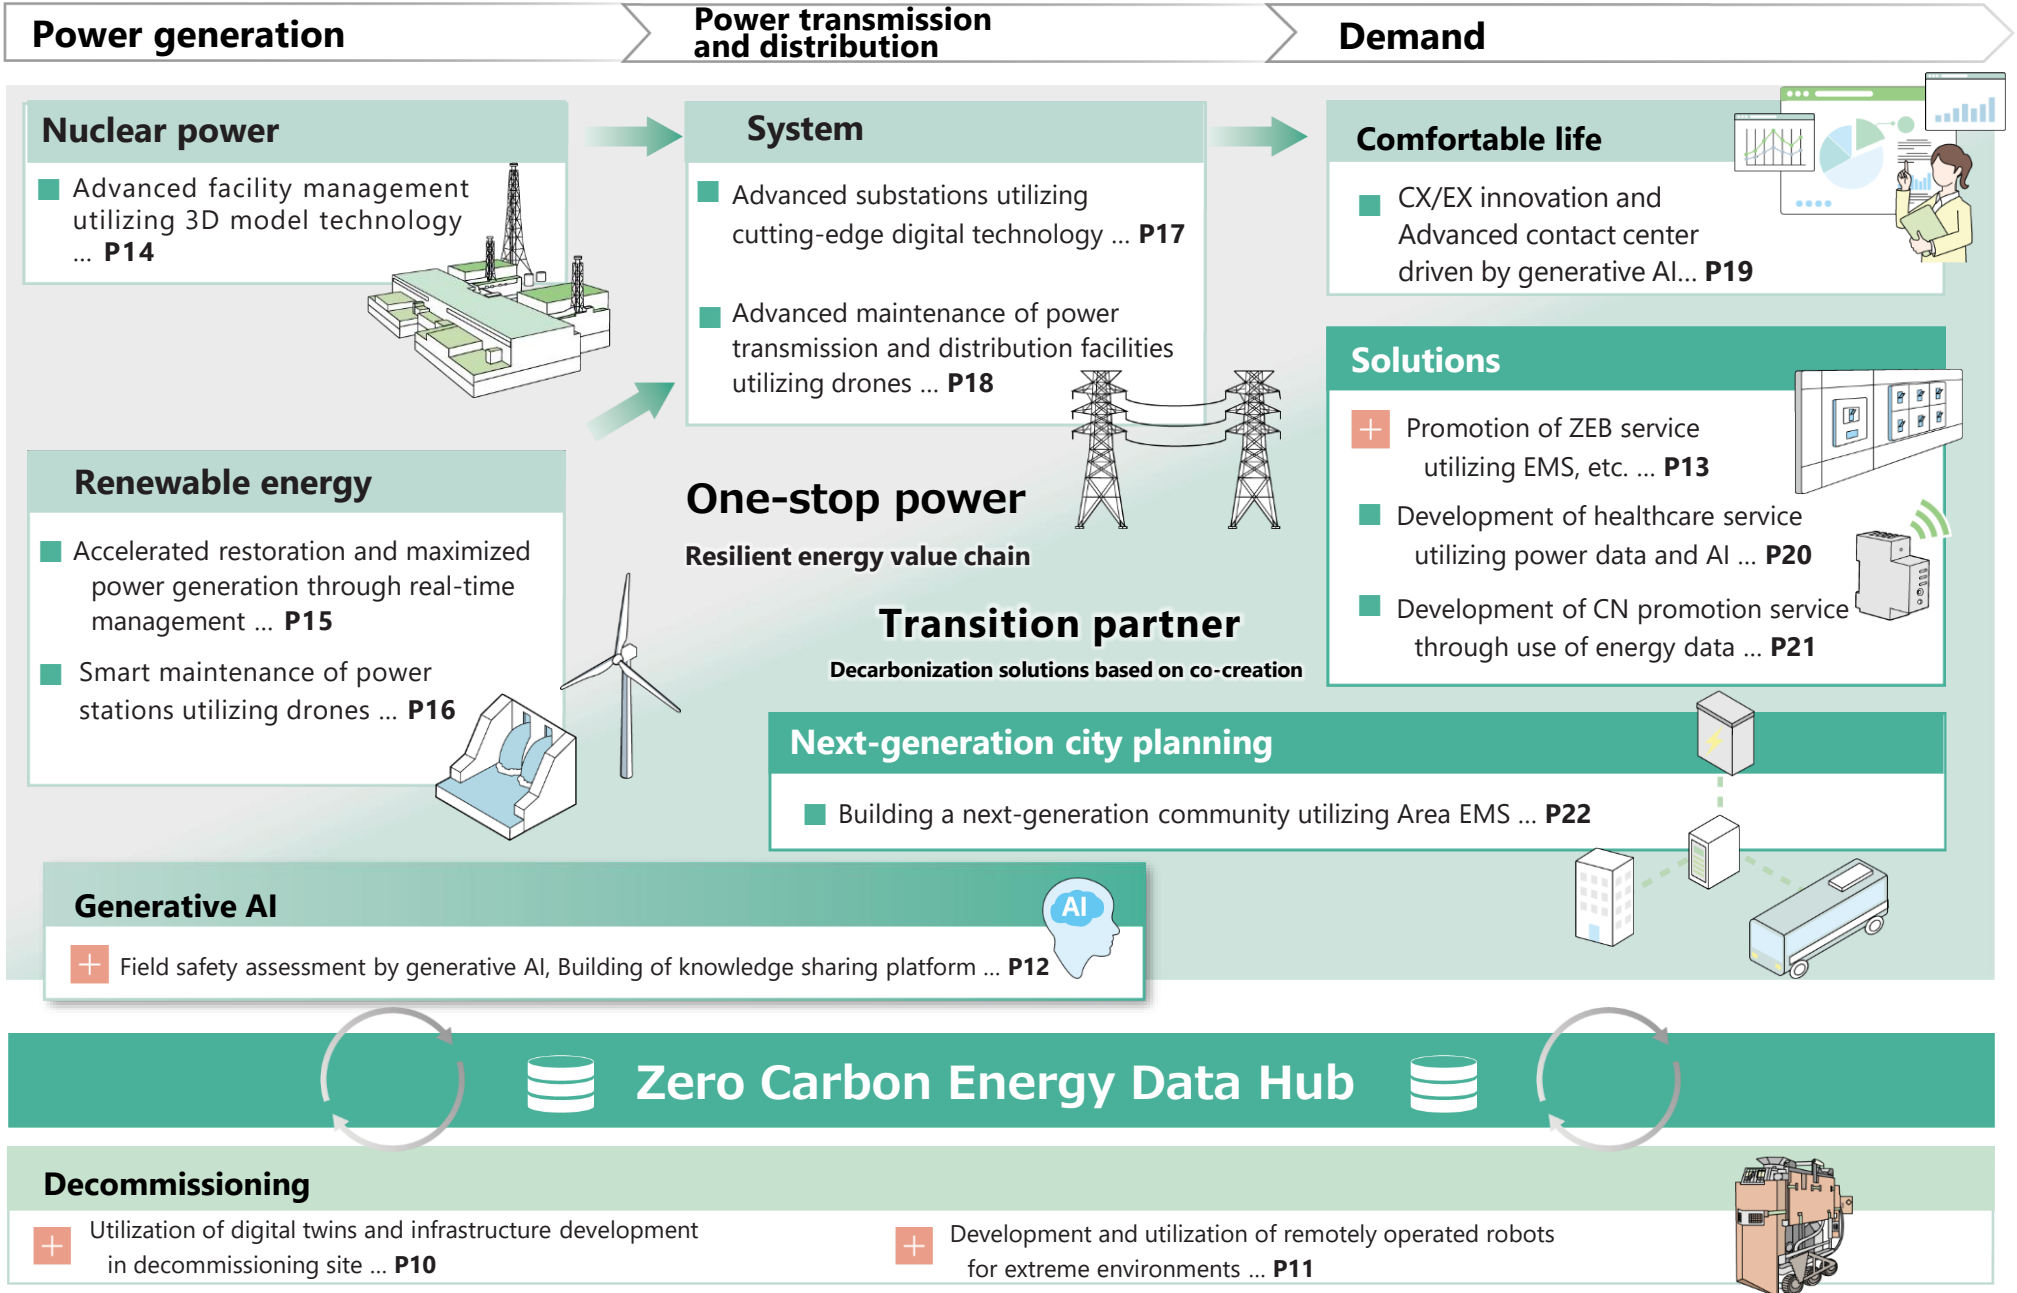 Power generation
Power transmission
and distribution
Demand
Nuclear power
Advanced facility management
utilizing 3D model technology
... P14
Renewable energy
Accelerated restoration and maximized
power generation through real-time
management ... P15
Smart maintenance of power
stations utilizing drones ... P16
System
Advanced substations utilizing
cutting-edge digital technology ... P17
Advanced maintenance of power
transmission and distribution facilities
utilizing drones ... P18
One-stop power
Resilient energy value chain
Transition partner
Decarbonization solutions based on co-creation
Comfortable life
CX/EX innovation and
Advanced contact center
driven by generative AI... P19
Solutions
Promotion of ZEB service
utilizing EMS, etc. ... P13
Development of healthcare service
utilizing power data and AI ... P20
Development of CN promotion service
through use of energy data ... P21
Next-generation city planning
Building a next-generation community utilizing Area EMS ... P22
Generative AI
AI
Field safety assessment by generative AI, Building of knowledge sharing platform ... P12
Zero Carbon Energy Data Hub
Decommissioning
Utilization of digital twins and infrastructure development
in decommissioning site ... P10
Development and utilization of remotely operated robots
for extreme environments ... P11